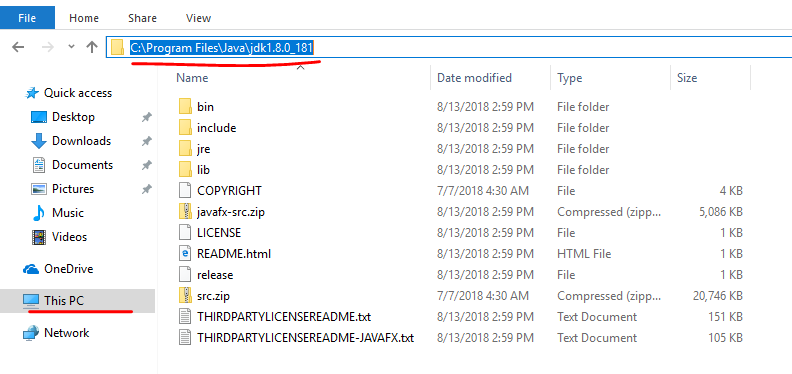 File Home Share View
C:\Program Files\Java\jdk1.8.0_181
Name Date modified Type Size
Quick access
Desktop
Downloads
Documents
Pictures
Music
Videos
OneDrive
This PC
Network
bin 8/13/2018 2:59 PM File folder
include 8/13/2018 2:59 PM File folder
jre 8/13/2018 2:59 PM File folder
lib 8/13/2018 2:59 PM File folder
COPYRIGHT 7/7/2018 4:30 AM File 4 KB
javafx-src.zip 8/13/2018 2:59 PM Compressed (zipp... 5,086 KB
LICENSE 8/13/2018 2:59 PM File 1 KB
README.html 8/13/2018 2:59 PM HTML File 1 KB
release 8/13/2018 2:59 PM File 1 KB
src.zip 7/7/2018 4:30 AM Compressed (zipp... 20,746 KB
THIRDPARTYLICENSEREADME.txt 8/13/2018 2:59 PM Text Document 151 KB
THIRDPARTYLICENSEREADME-JAVAFX.txt 8/13/2018 2:59 PM Text Document 105 KB